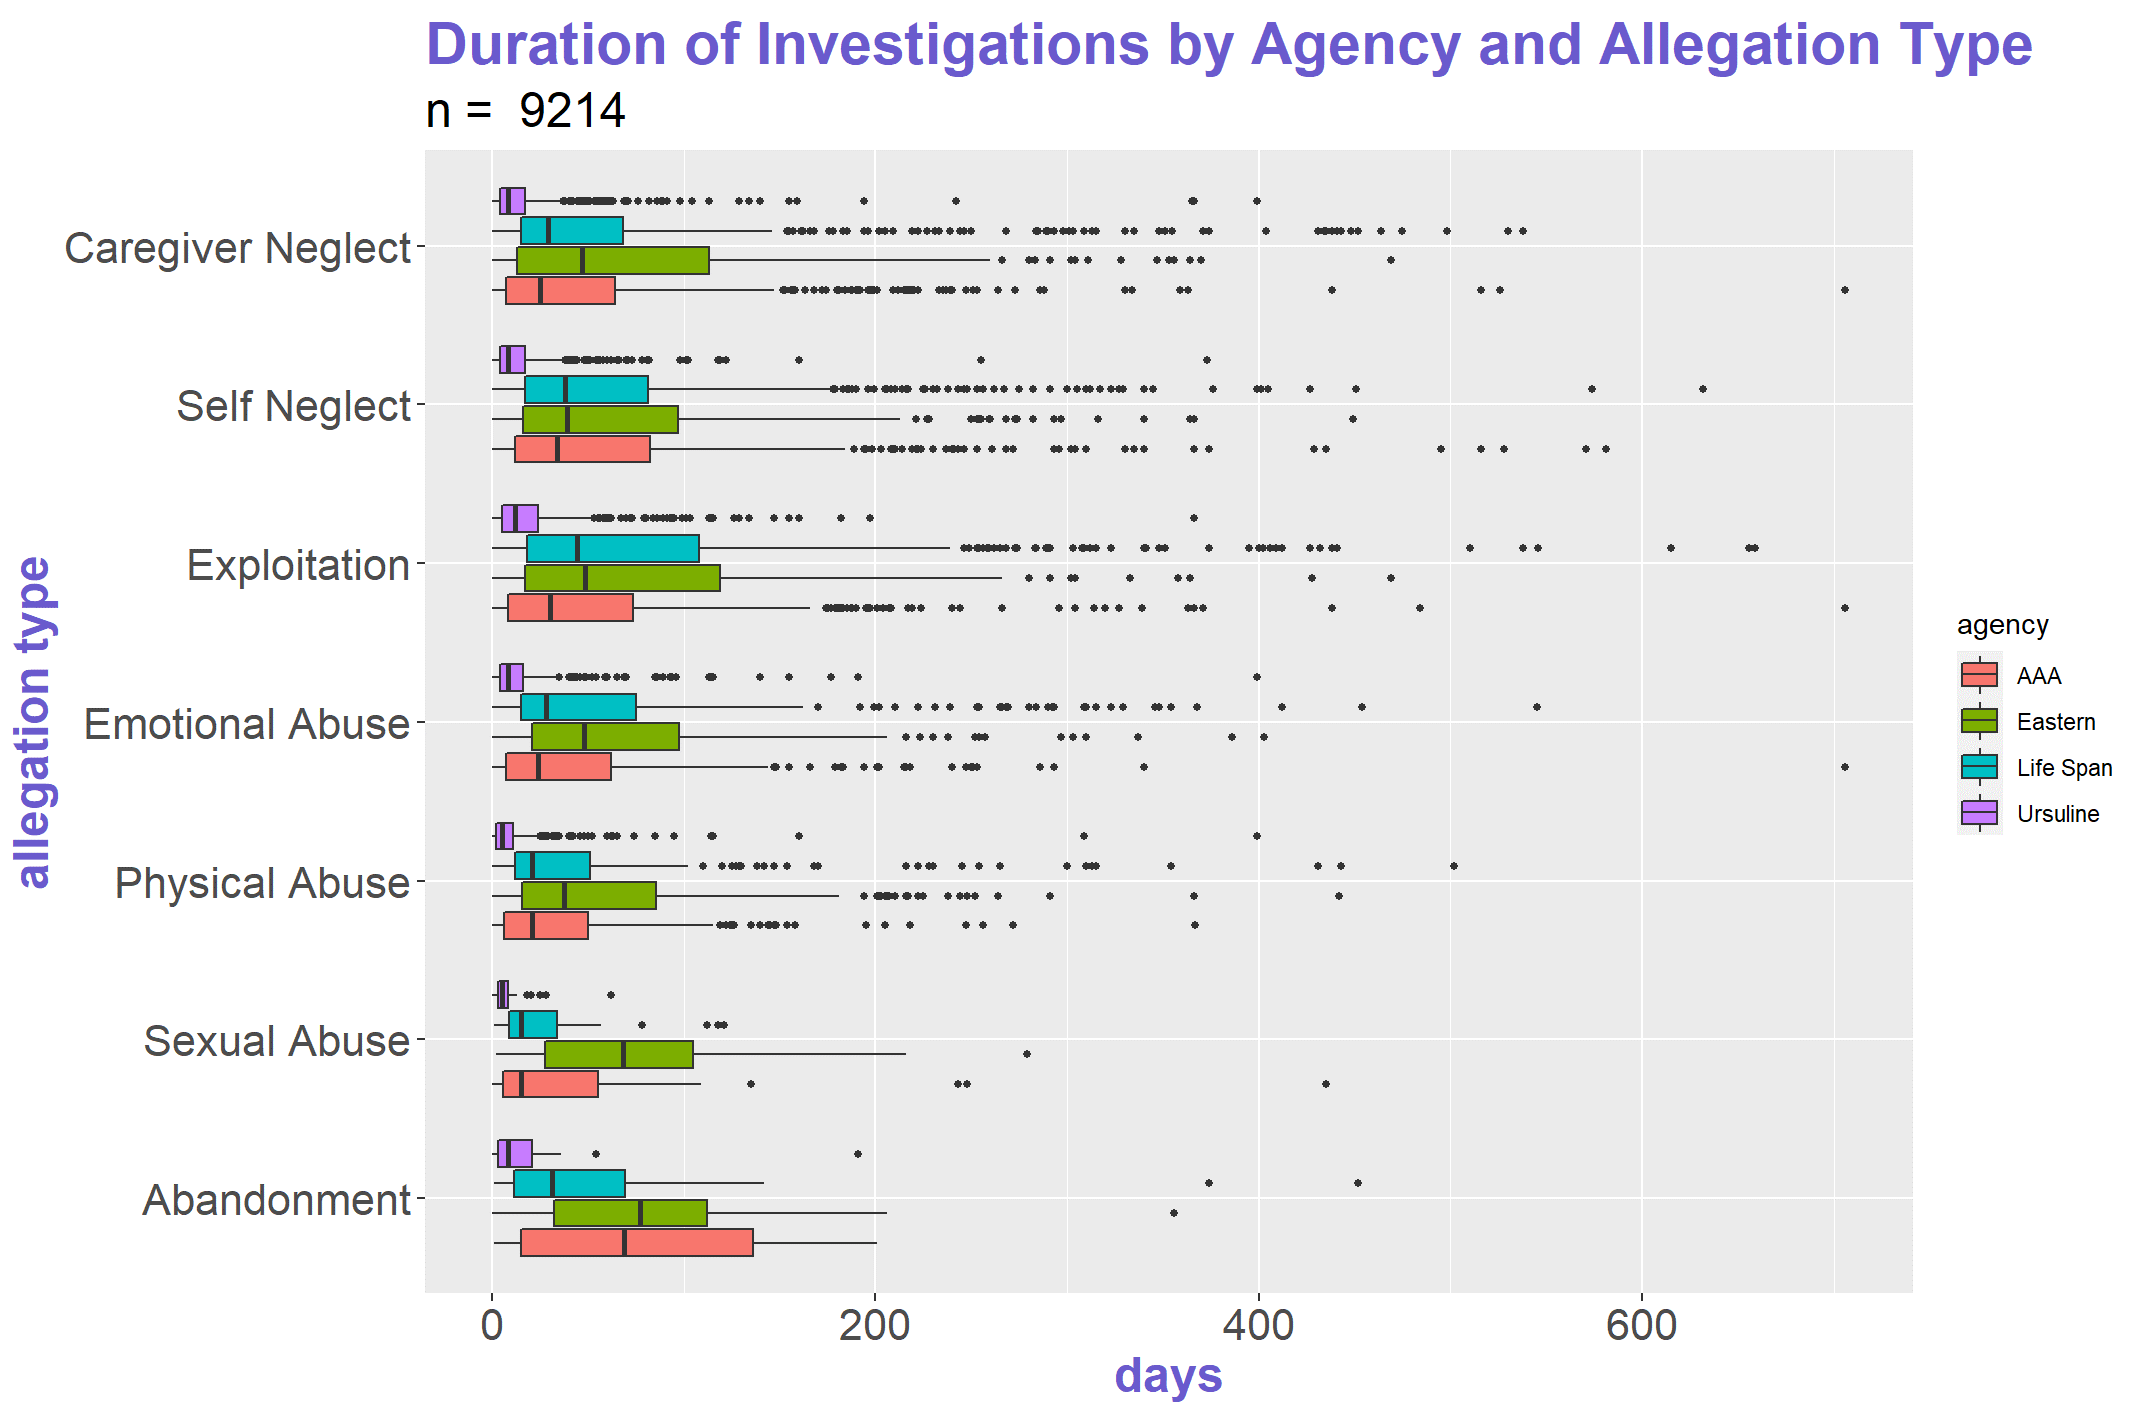 Duration of Investigations by Agency and Allegation Type
n =  9214
Caregiver Neglect
Self Neglect
Exploitation
Emotional Abuse
Physical Abuse
Sexual Abuse
Abandonment
allegation type
0
200
400
600
days
agency
AAA
Eastern
Life Span
Ursuline